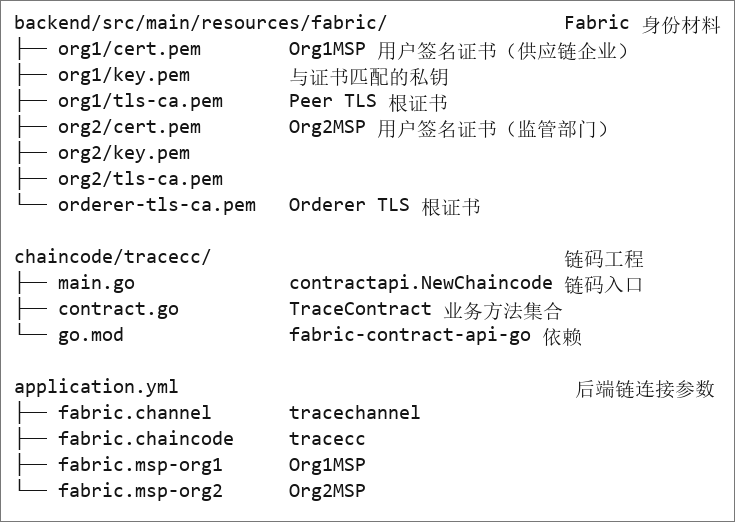 backend/src/main/resources/fabric/ Fabric 身份材料
├── org1/cert.pem Org1MSP 用户签名证书（供应链企业）
├── org1/key.pem 与证书匹配的私钥
├── org1/tls-ca.pem Peer TLS 根证书
├── org2/cert.pem Org2MSP 用户签名证书（监管部门）
├── org2/key.pem
├── org2/tls-ca.pem
└── orderer-tls-ca.pem Orderer TLS 根证书
chaincode/tracecc/ 链码工程
├── main.go contractapi.NewChaincode 链码入口
├── contract.go TraceContract 业务方法集合
└── go.mod fabric-contract-api-go 依赖
application.yml 后端链连接参数
├── fabric.channel tracechannel
├── fabric.chaincode tracecc
├── fabric.msp-org1 Org1MSP
└── fabric.msp-org2 Org2MSP